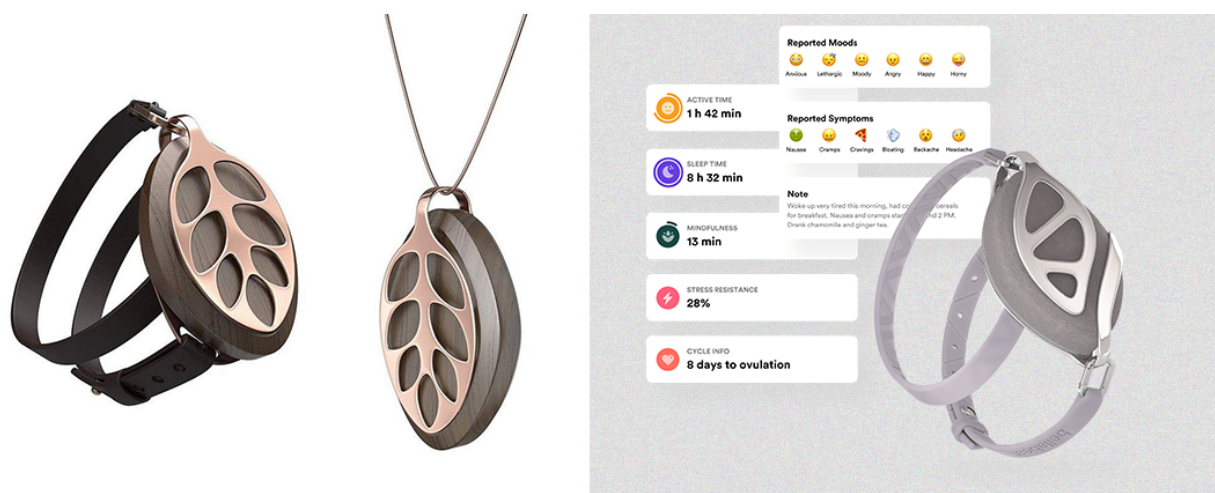 Reported Moods
Anxious Lethargic Moody Angry Happy Horny
ACTIVE TIME
1 h 42 min
Reported Symptoms
Nausea Cramps Cravings Bloating Backache Headache
SLEEP TIME
8 h 32 min
Note
Woke up very tired this morning, had cereals
for breakfast. Nausea and cramps 2 PM.
Drank chamomile and ginger tea.
MINDFULNESS
13 min
STRESS RESISTANCE
28%
CYCLE INFO
8 days to ovulation